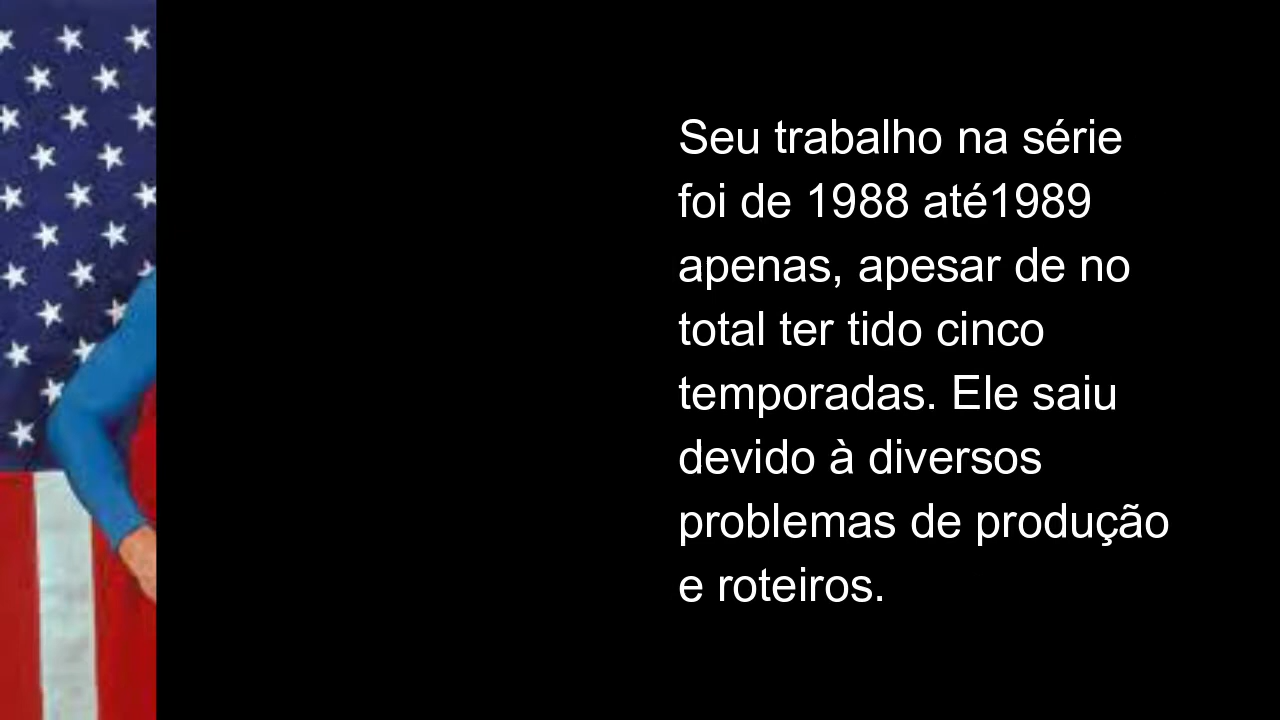 Seu trabalho na série
foi de 1988 até1989
apenas, apesar de no
total ter tido cinco
temporadas. Ele saiu
devido à diversos
problemas de produção
e roteiros.